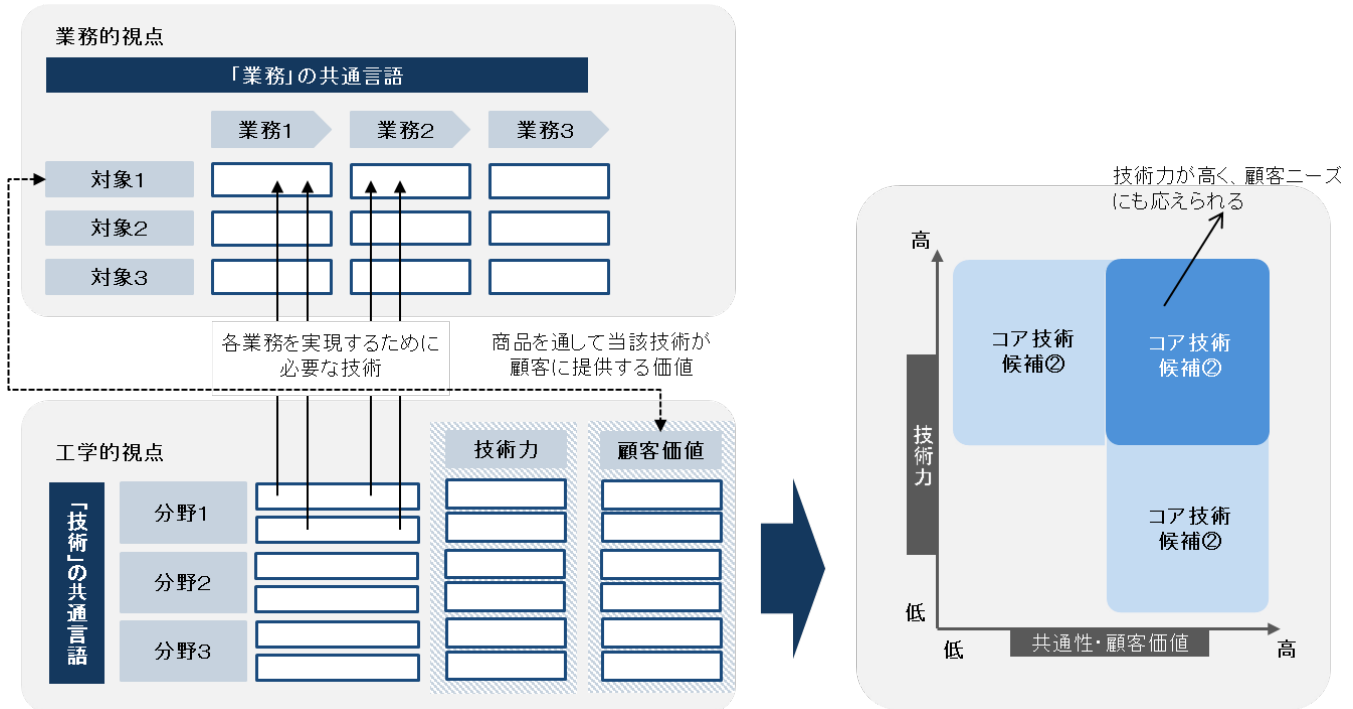 業務的視点
「業務」の共通言語
業務1
業務2
業務3
対象1
対象2
対象3
各業務を実現するために
必要な技術
商品を通して当該技術が
顧客に提供する価値
工学的視点
技術力
顧客価値
「技術」の共通言語
分野1
分野2
分野3
技術力が高く、顧客ニーズ
にも応えられる
高
コア技術
候補②
コア技術
候補②
技術力
コア技術
候補②
低
低
共通性・顧客価値
高